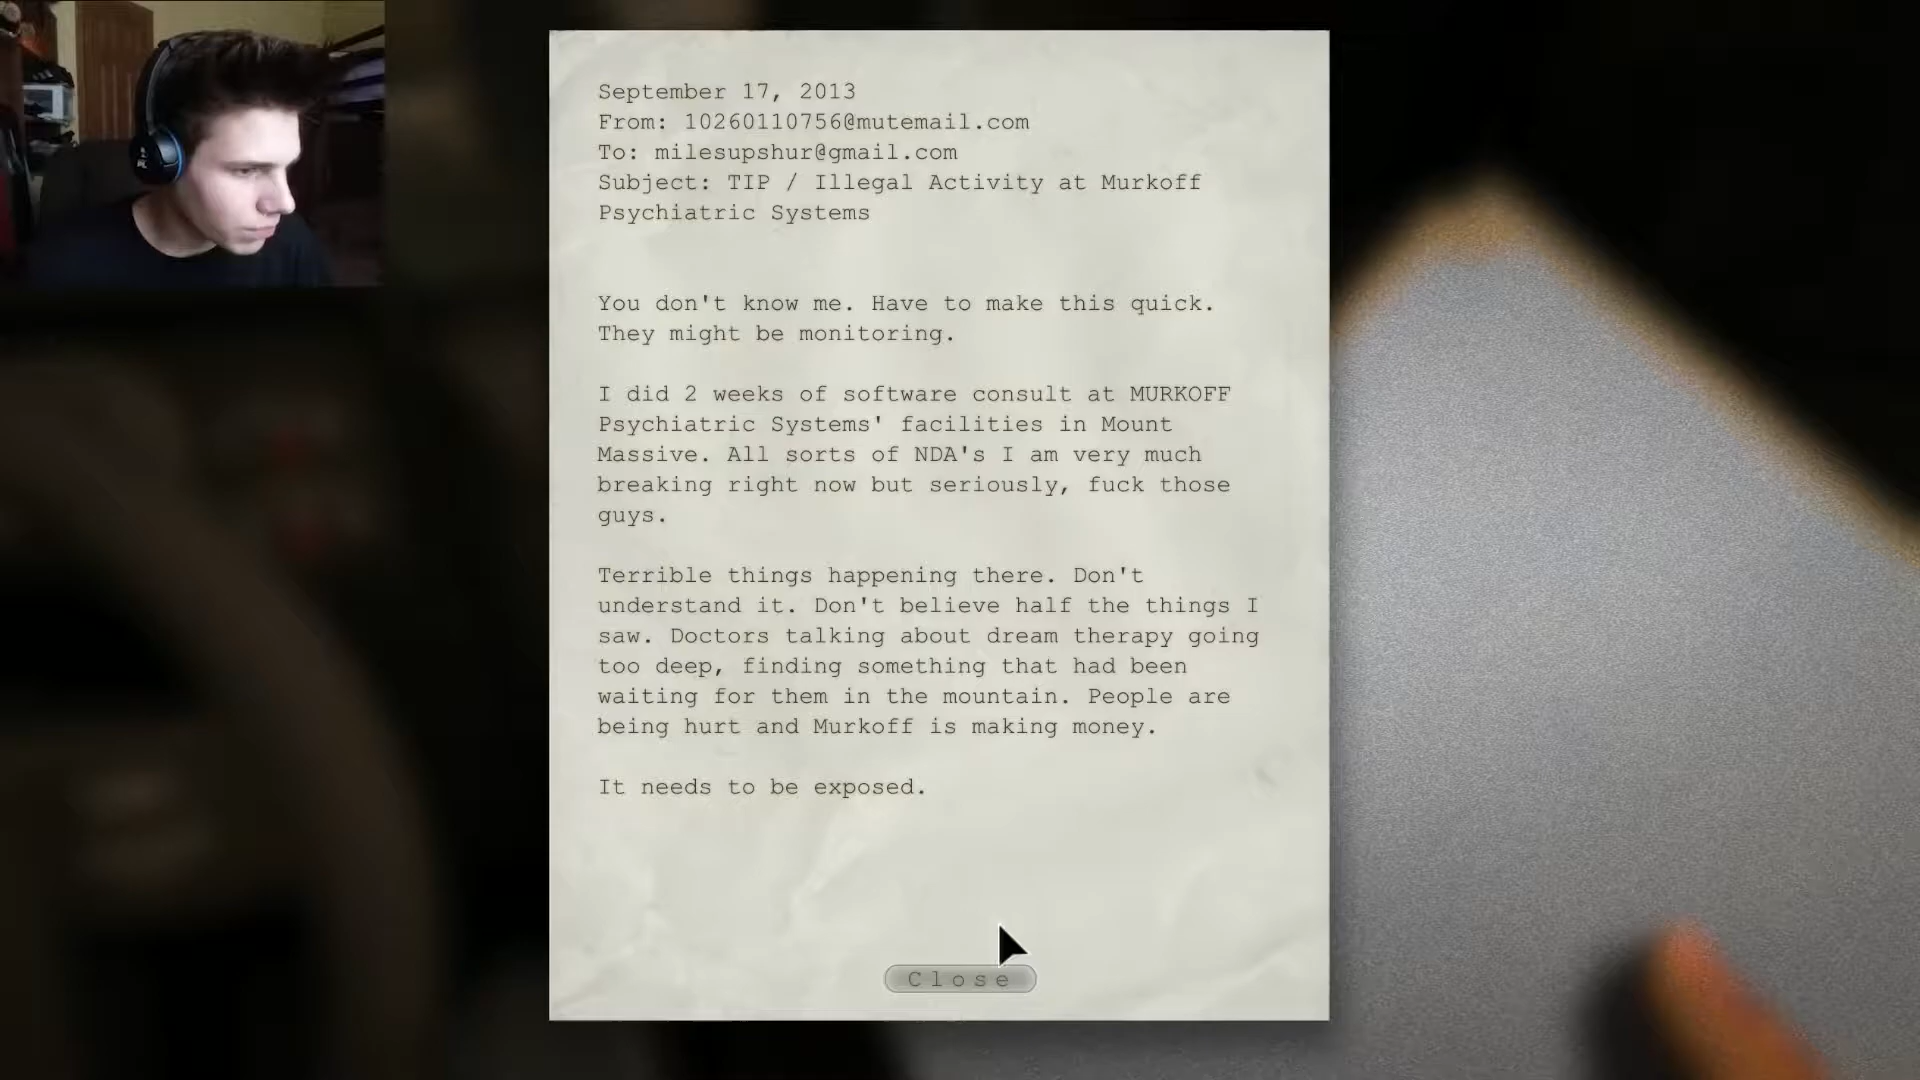 September 17, 2013
From: 10260110756@mutemail.com
To: milesupshur@gmail.com
Subject: TIP / Illegal Activity at Murkoff
Psychiatric Systems
You don't know me. Have to make this quick.
They might be monitoring.
I did 2 weeks of software consult at MURKOFF
Psychiatric Systems' facilities in Mount
Massive. All sorts of NDA's I am very much
breaking right now but seriously, fuck those
guys.
Terrible things happening there. Don't
understand it. Don't believe half the things I
saw. Doctors talking about dream therapy going
too deep, finding something that had been
waiting for them in the mountain. People are
being hurt and Murkoff is making money.
It needs to be exposed.
Close